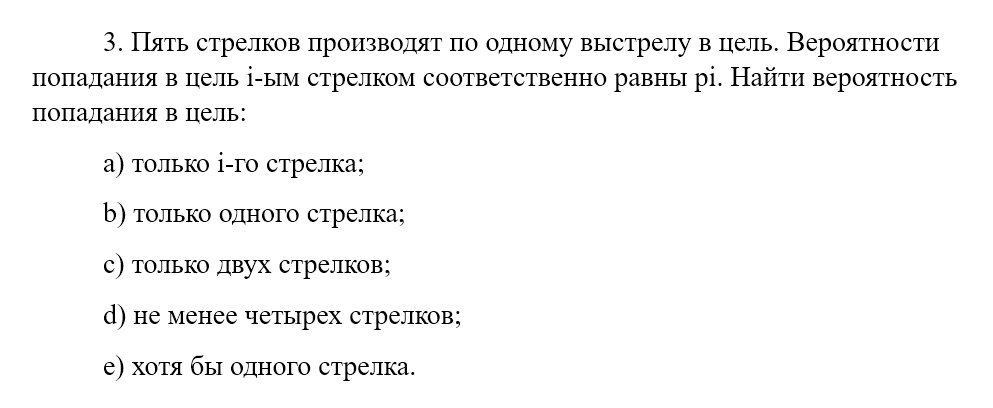 3. Пять стрелков производят по одному выстрелу в цель. Вероятности
попадания в цель i-ым стрелком соответственно равны pi. Найти вероятность
попадания в цель:
a) только i-го стрелка;
b) только одного стрелка;
c) только двух стрелков;
d) не менее четырех стрелков;
e) хотя бы одного стрелка.